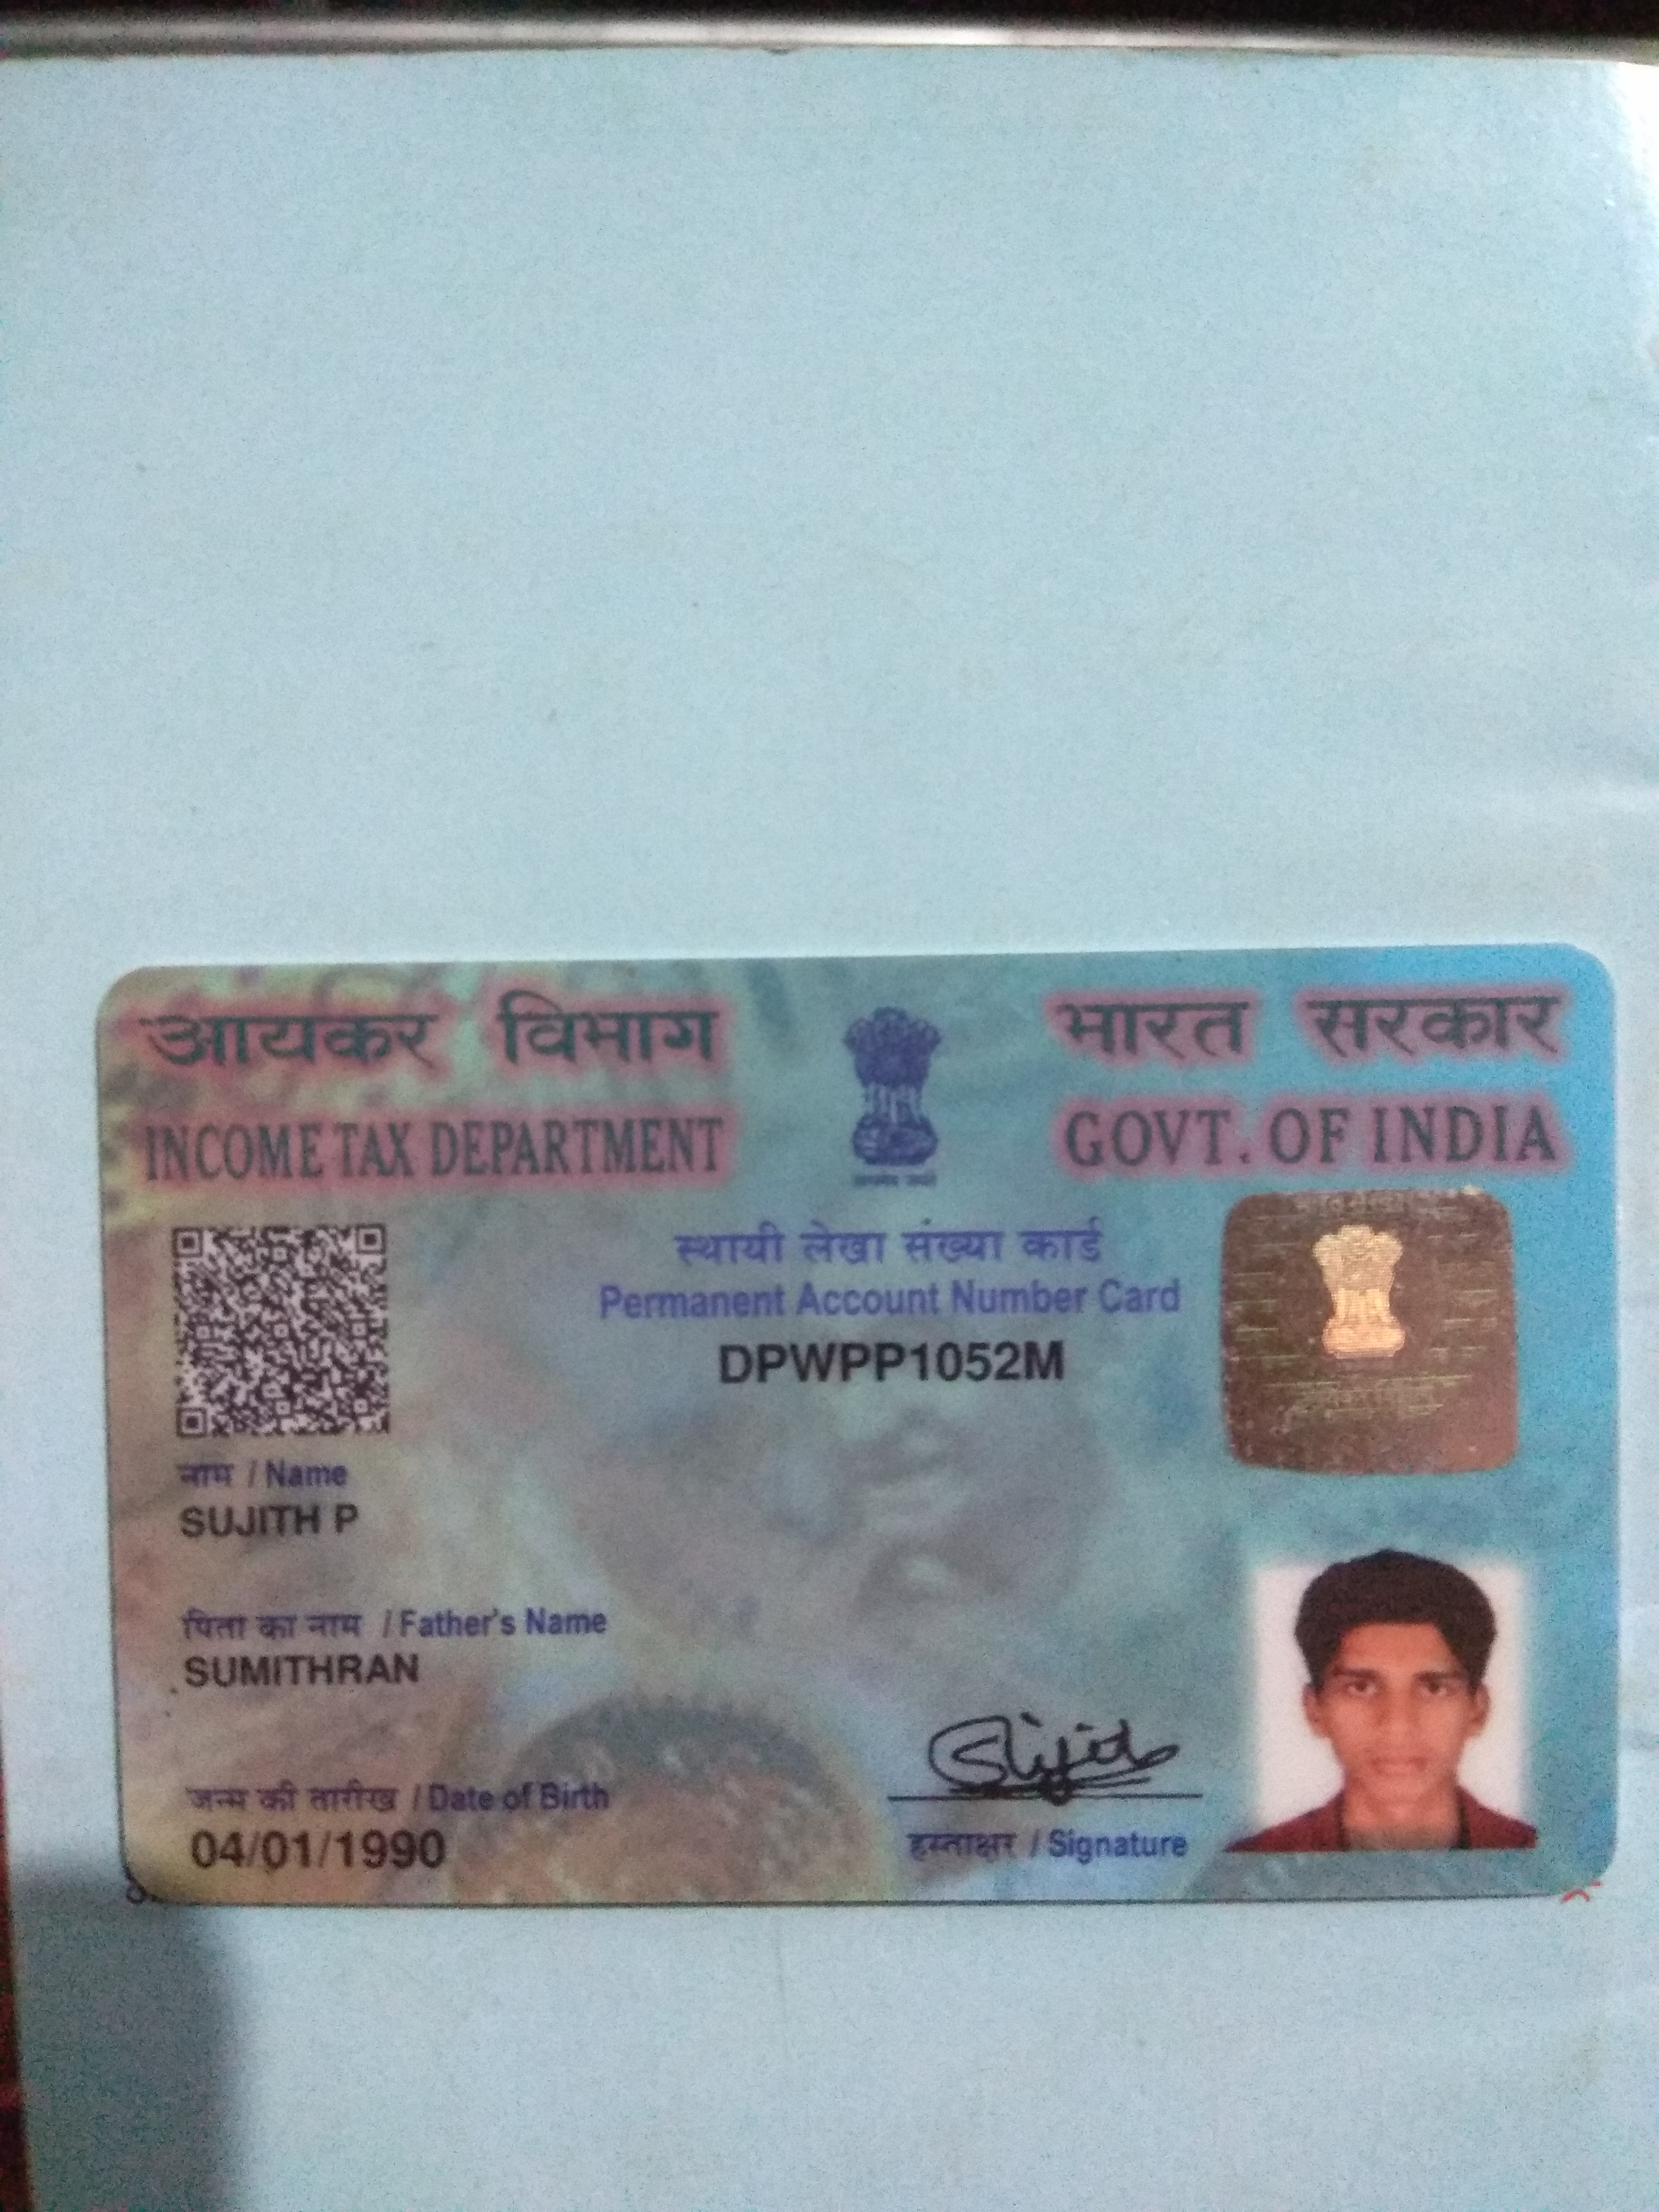 आयकर विभाग
INCOME TAX DEPARTMENT
भारत सरकार
GOVT. OF INDIA
स्थायी लेखा संख्या कार्ड
Permanent Account Number Card
DPWPP1052M
नाम / Name
SUJITH P
पिता का नाम / Father's Name
SUMITHRAN
जन्म की तारीख / Date of Birth
04/01/1990
हस्ताक्षर / Signature